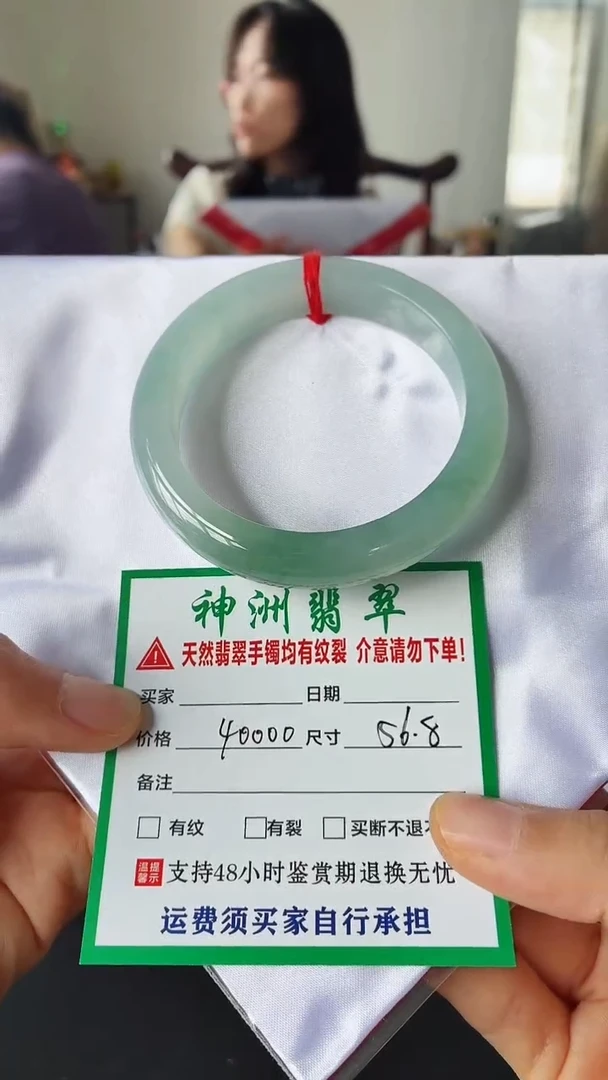 神洲翡翠
天然翡翠手镯均有纹裂 介意请勿下单!
买家 日期
价格 40000 尺寸 56.8
备注
有纹 有裂 买断不退
温馨提示 支持48小时鉴赏期退换无忧
运费须买家自行承担